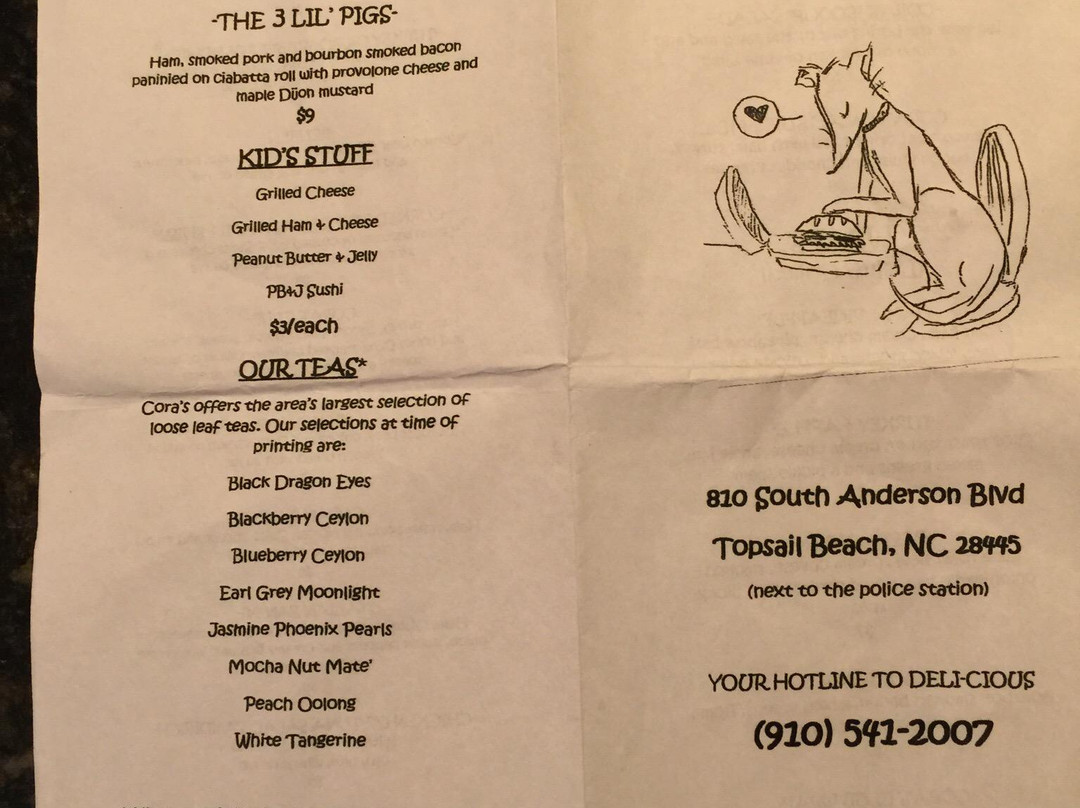 -THE 3 LIL' PIGS-
Ham, smoked pork and bourbon smoked bacon
paninied on ciabatta roll with provolone cheese and
maple Dijon mustard
$9
KID'S STUFF
Grilled Cheese
Grilled Ham & Cheese
Peanut Butter & Jelly
PB&J Sushi
$3/each
OUR TEAS*
Cora's offers the area's largest selection of
loose leaf teas. Our selections at time of
printing are:
Black Dragon Eyes
Blackberry Ceylon
Blueberry Ceylon
Earl Grey Moonlight
Jasmine Phoenix Pearls
Mocha Nut Mate'
Peach Oolong
White Tangerine
810 South Anderson Blvd
Topsail Beach, NC 28445
(next to the police station)
YOUR HOTLINE TO DELI-CIOUS
(910) 541-2007